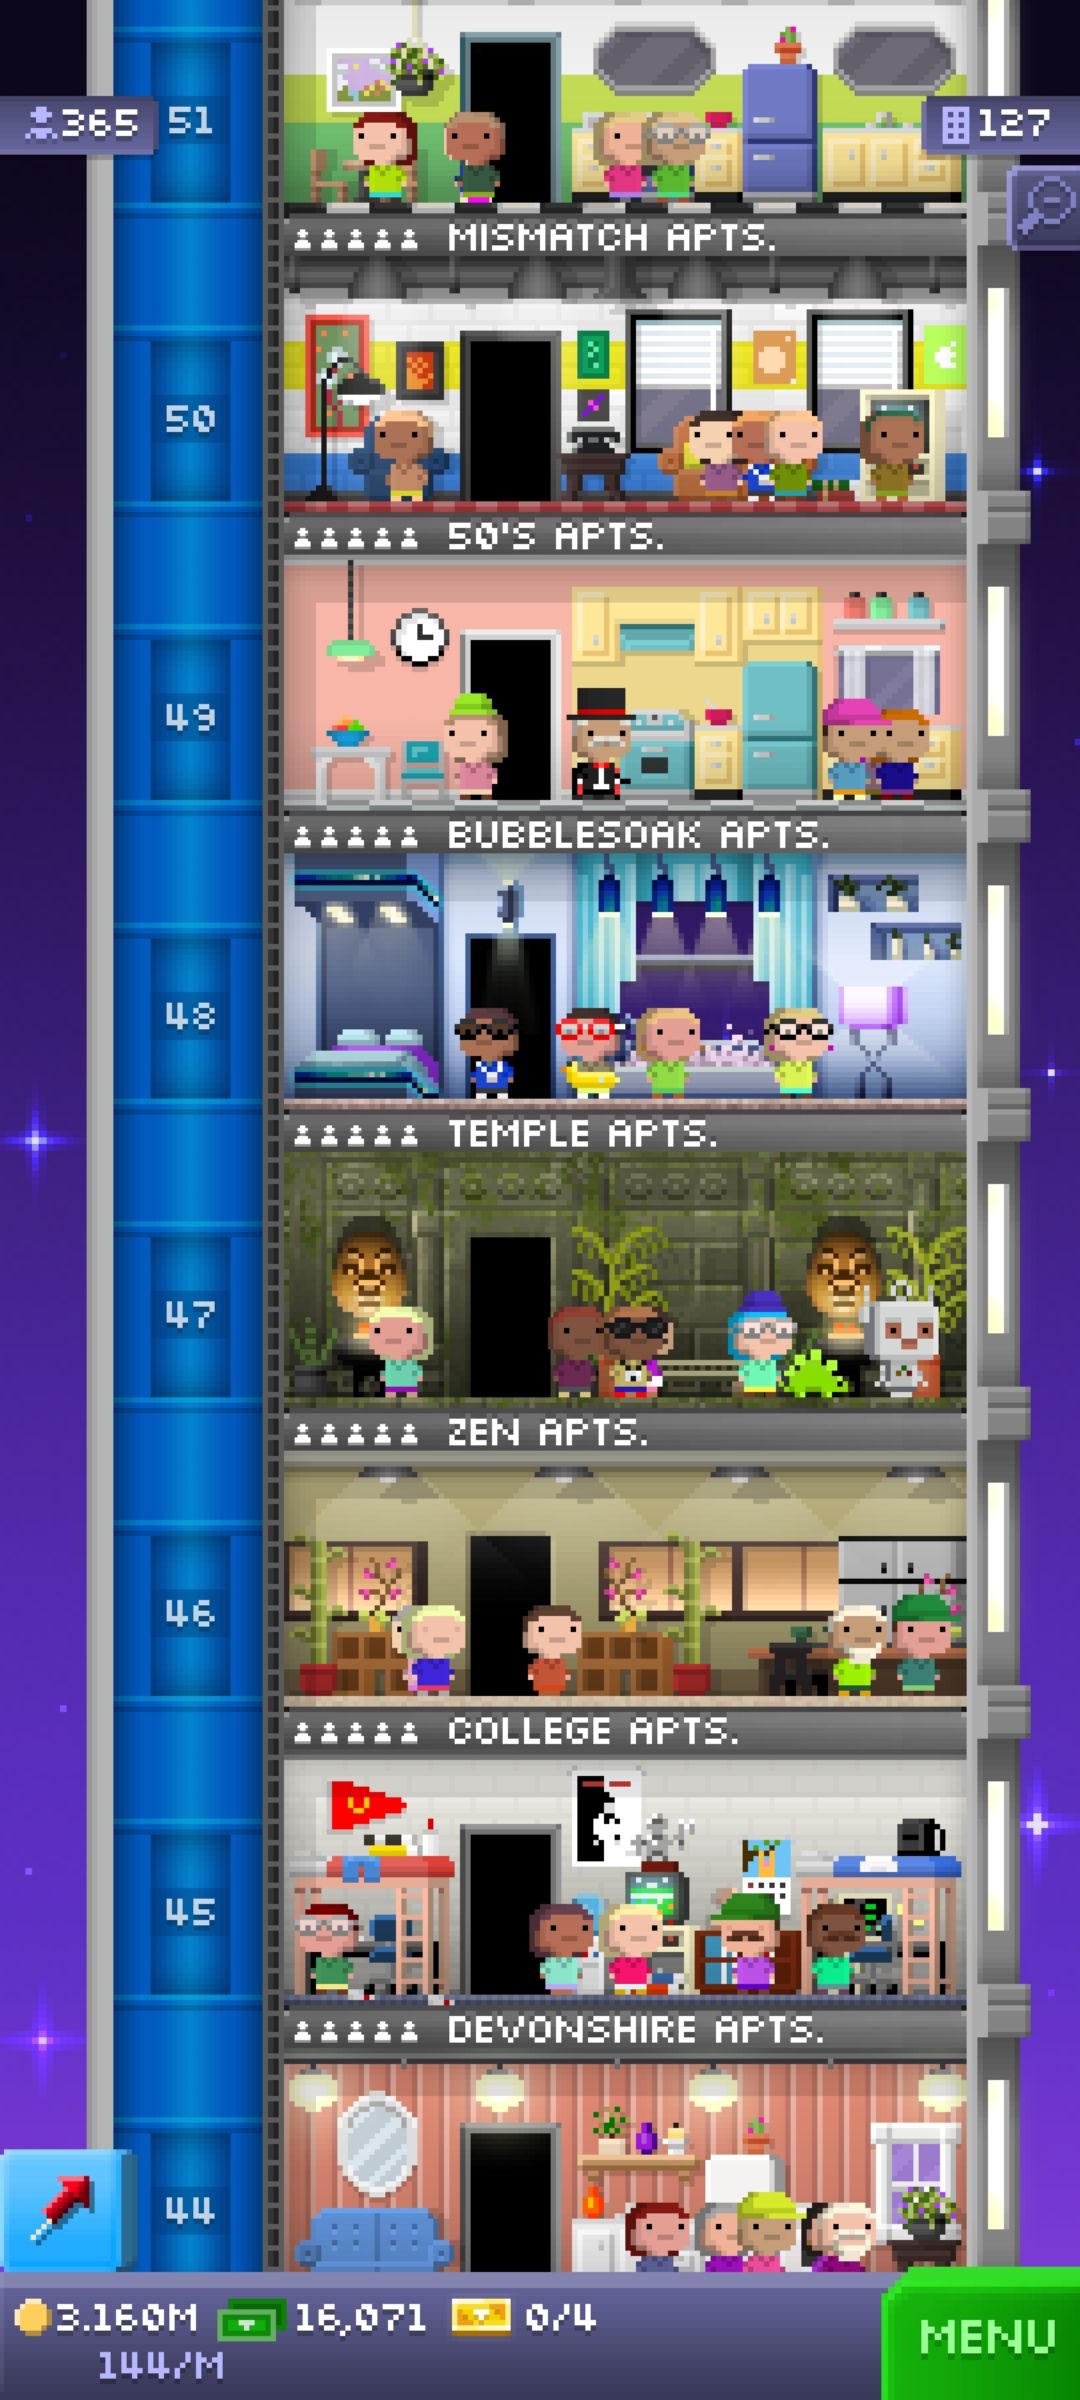 365
51
127
MISMATCH APTS.
50
50'S APTS.
49
BUBBLESOAK APTS.
48
TEMPLE APTS.
47
ZEN APTS.
46
COLLEGE APTS.
45
DEVONSHIRE APTS.
44
3.160M 16,071 0/4
144/M
MENU